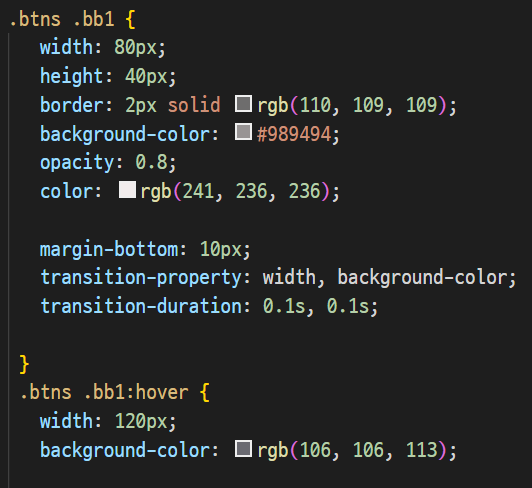 .btns .bb1 {
width: 80px;
height: 40px;
border: 2px solid rgb(110, 109, 109);
background-color: #989494;
opacity: 0.8;
color: rgb(241, 236, 236);
margin-bottom: 10px;
transition-property: width, background-color;
transition-duration: 0.1s, 0.1s;
}
.btns .bb1:hover {
width: 120px;
background-color: rgb(106, 106, 113);